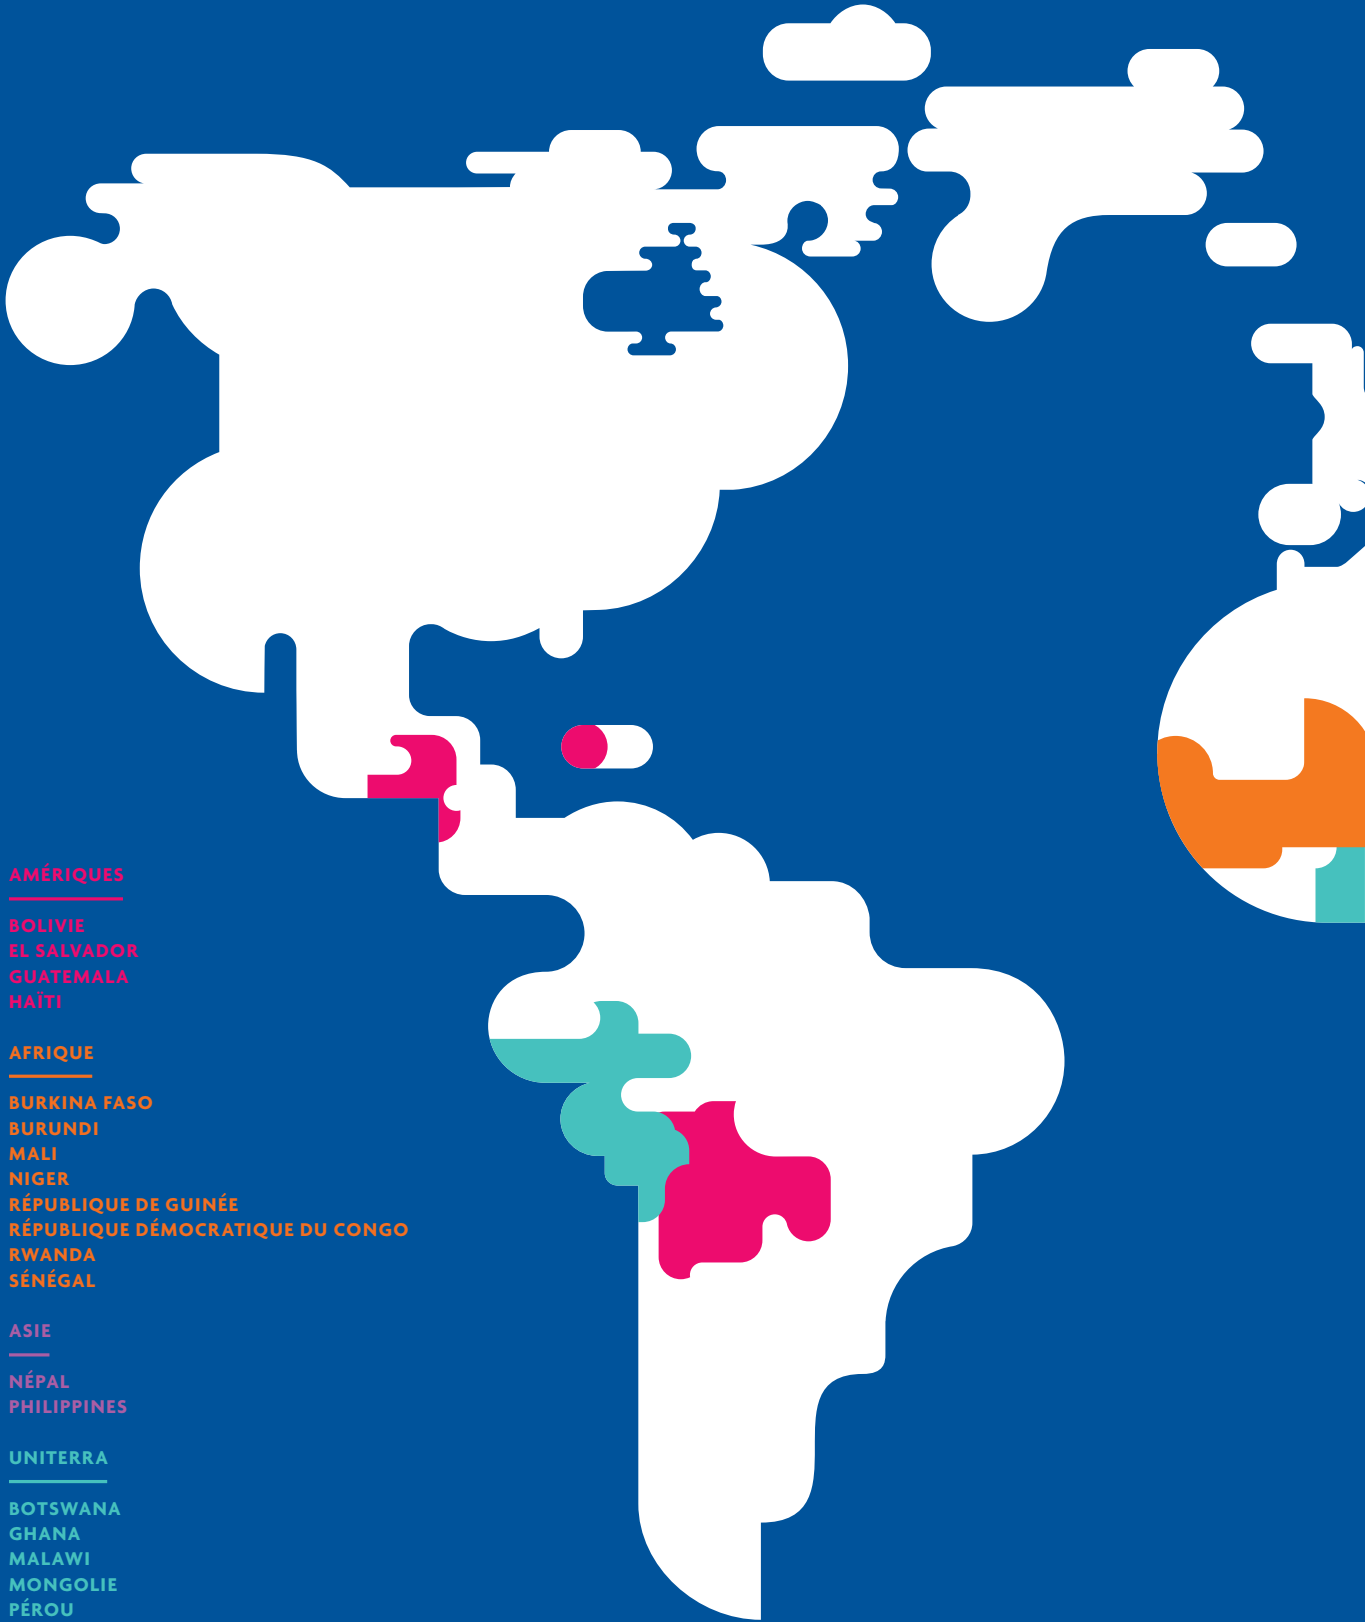 AMÉRIQUES
BOLIVIE
EL SALVADOR
GUATEMALA
HAÏTI
AFRIQUE
BURKINA FASO
BURUNDI
MALI
NIGER
RÉPUBLIQUE DE GUINÉE
RÉPUBLIQUE DÉMOCRATIQUE DU CONGO
RWANDA
SÉNÉGAL
ASIE
NÉPAL
PHILIPPINES
UNITERRA
BOTSWANA
GHANA
MALAWI
MONGOLIE
PÉROU